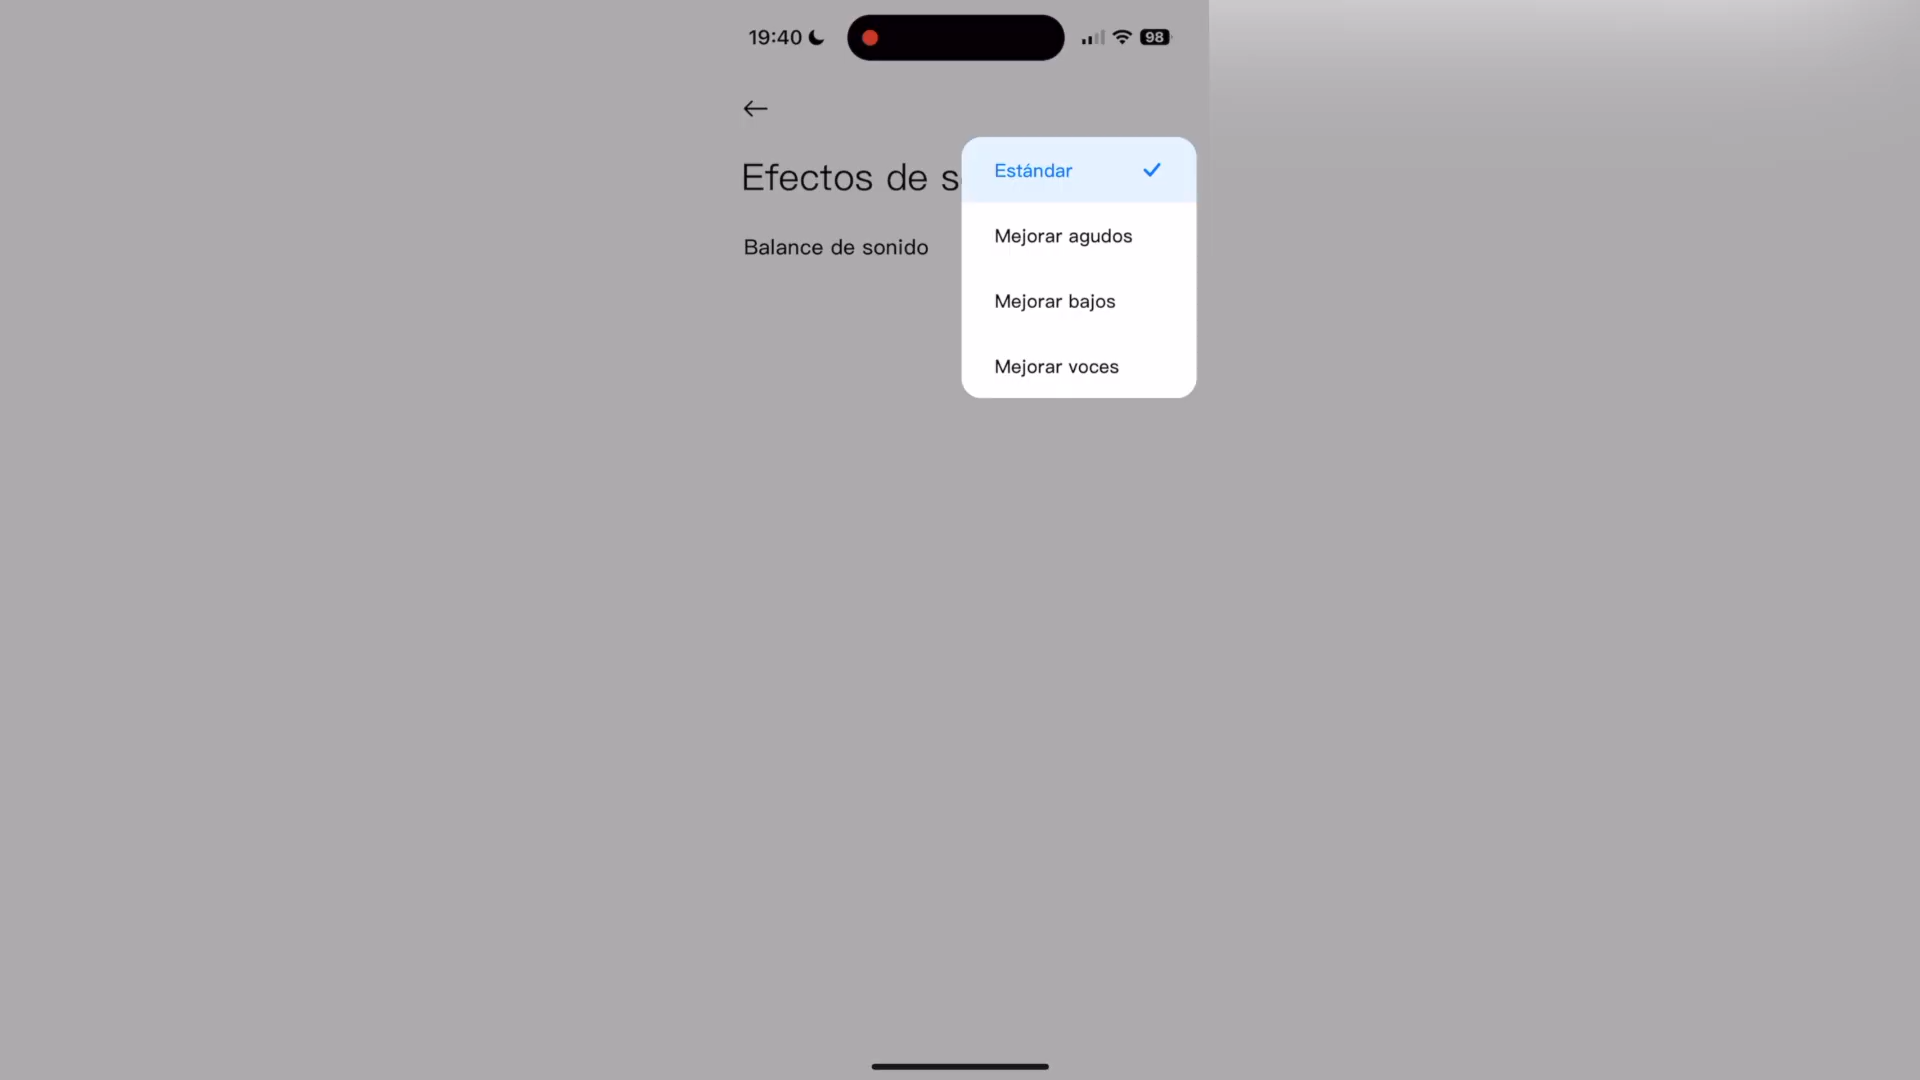 19:40
98
Efectos de s
Estándar
Mejorar agudos
Balance de sonido
Mejorar bajos
Mejorar voces